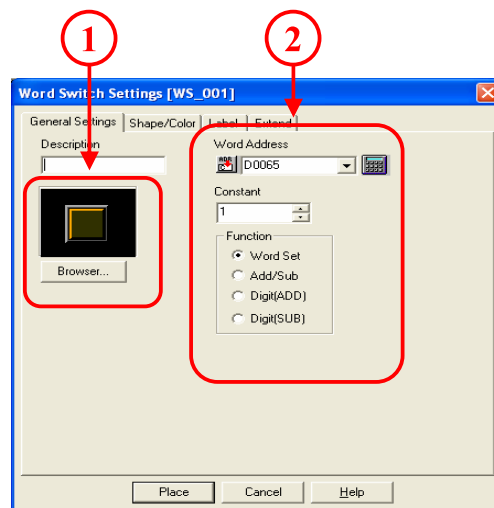 1 2
Word Switch Settings [WS_001]
General Settings Shape/Color Label Extend
Description Word Address
D0065
Constant
1
Function
Word Set
Browser... Add/Sub
Digit(ADD)
Digit(SUB)
Place Cancel Help